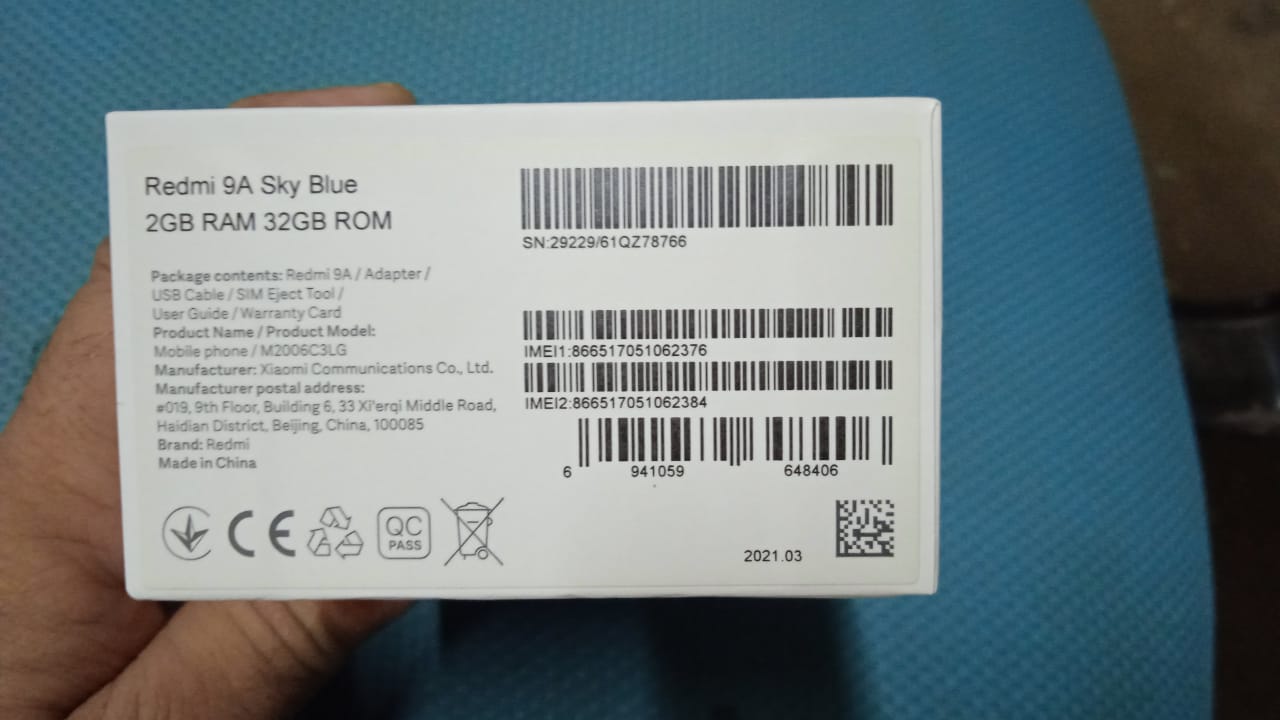 Redmi 9A Sky Blue
2GB RAM 32GB ROM
Package contents: Redmi 9A / Adapter /
USB Cable / SIM Eject Tool /
User Guide / Warranty Card
Product Name / Product Model:
Mobile phone / M2006C3LG
Manufacturer: Xiaomi Communications Co., Ltd.
Manufacturer postal address:
#019, 9th Floor, Building 6, 33 Xi'erqi Middle Road,
Haidian District, Beijing, China, 100085
Brand: Redmi
Made in China
CE
QC
PASS
SN:29229/61QZ78766
IMEI1:866517051062376
IMEI2:866517051062384
6 941059 648406
2021.03